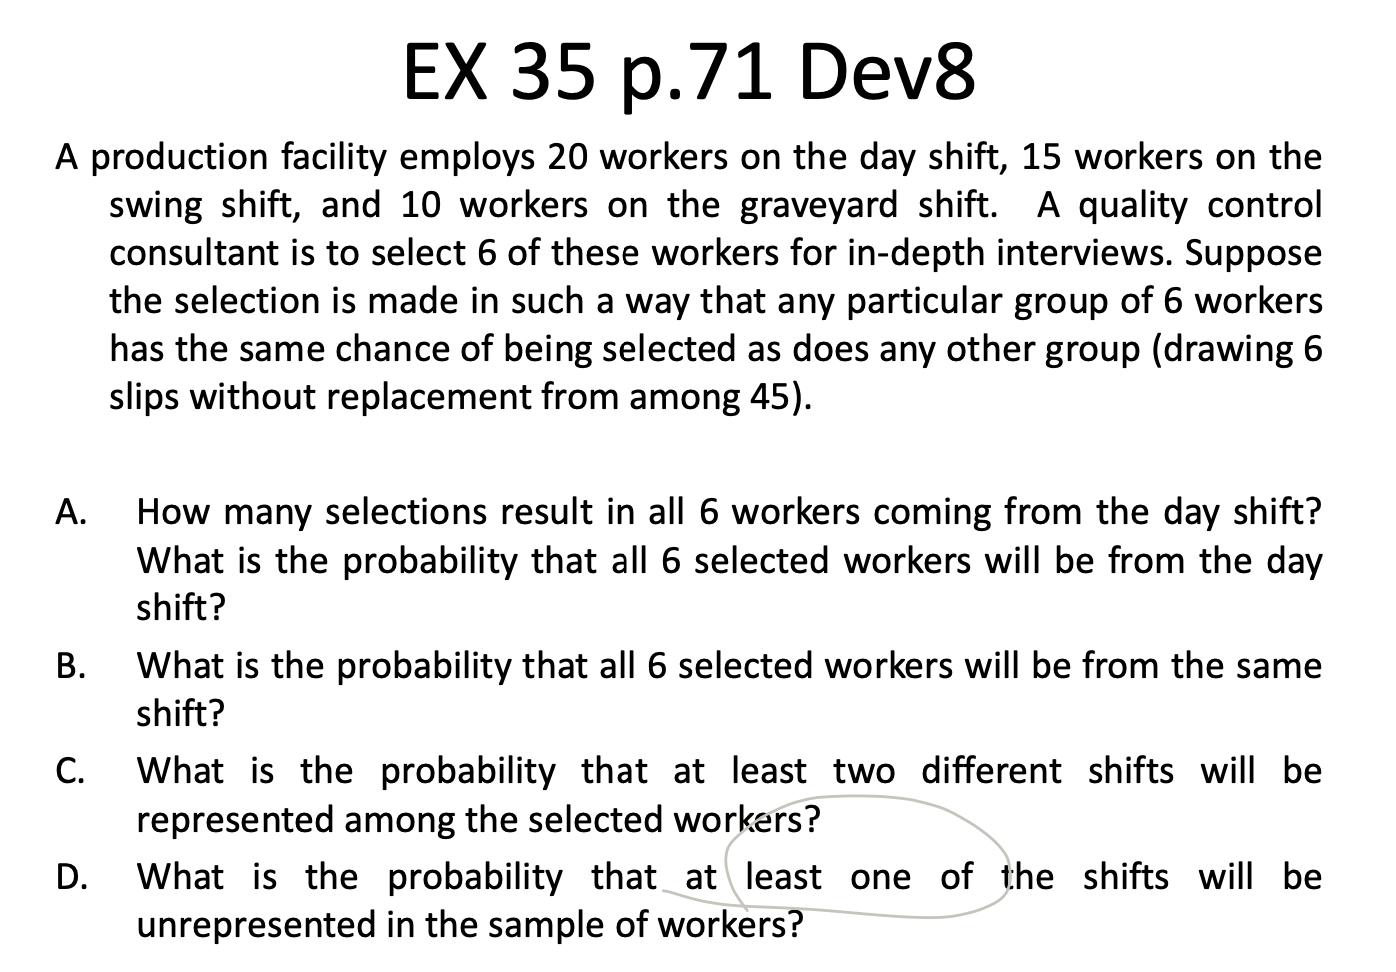 EX 35 p.71 Dev8
A production facility employs 20 workers on the day shift, 15 workers on the
swing shift, and 10 workers on the graveyard shift. A quality control
consultant is to select 6 of these workers for in-depth interviews. Suppose
the selection is made in such a way that any particular group of 6 workers
has the same chance of being selected as does any other group (drawing 6
slips without replacement from among 45).
A. How many selections result in all 6 workers coming from the day shift?
What is the probability that all 6 selected workers will be from the day
shift?
B. What is the probability that all 6 selected workers will be from the same
shift?
C. What is the probability that at least two different shifts will be
represented among the selected workers?
D. What is the probability that at least one of the shifts will be
unrepresented in the sample of workers?